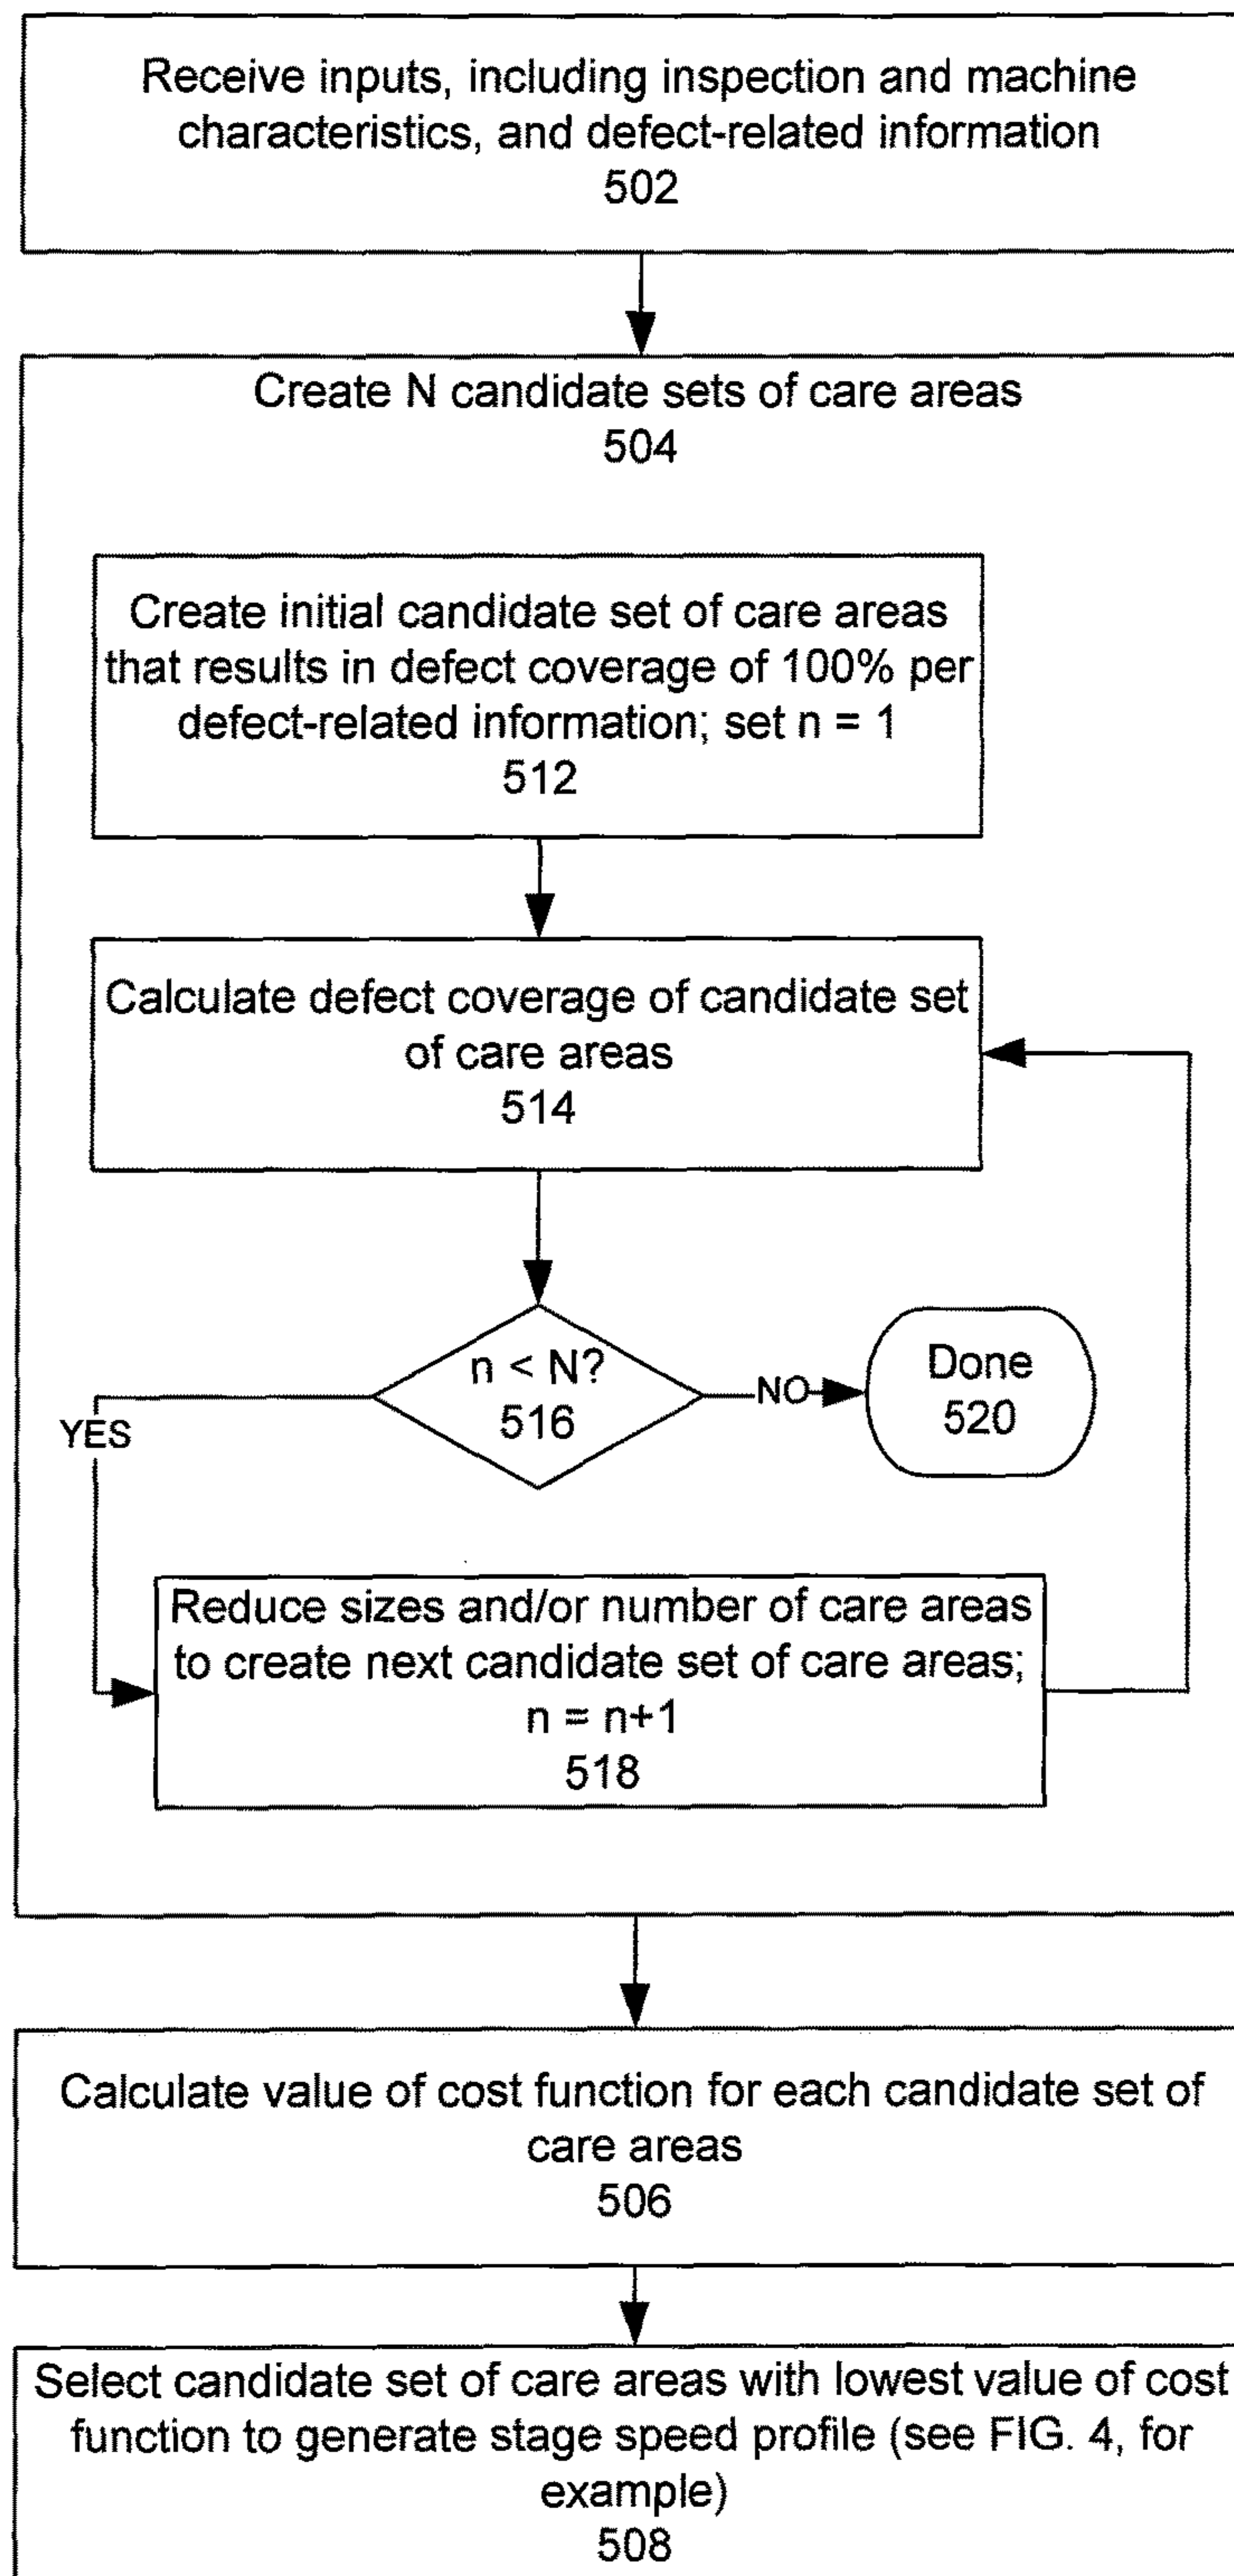 Receive inputs, including inspection and machine
characteristics, and defect-related information
502
Create N candidate sets of care areas
504
Create initial candidate set of care areas
that results in defect coverage of 100% per
defect-related information; set n = 1
512
Calculate defect coverage of candidate set
of care areas
514
n < N?
516
NO
Done
520
YES
Reduce sizes and/or number of care areas
to create next candidate set of care areas;
n = n+1
518
Calculate value of cost function for each candidate set of
care areas
506
Select candidate set of care areas with lowest value of cost
function to generate stage speed profile (see FIG. 4, for
example)
508